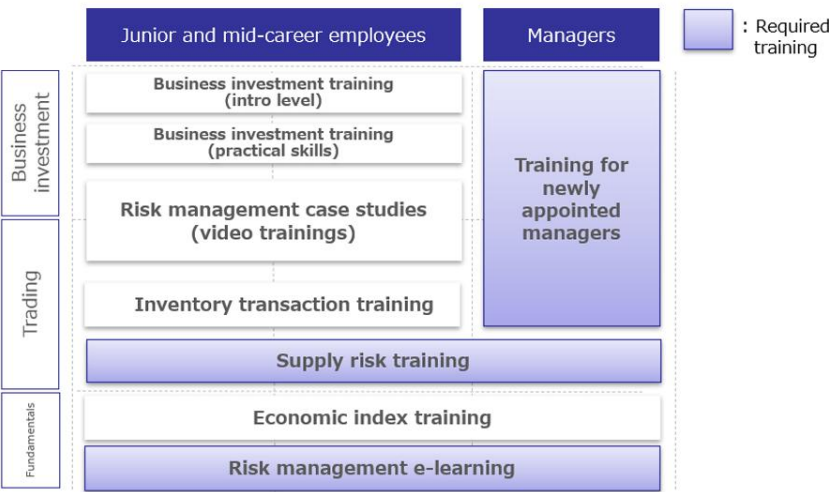 Junior and mid-career employees
Managers
: Required
training
Business
investment
Business investment training
(intro level)
Business investment training
(practical skills)
Risk management case studies
(video trainings)
Training for
newly
appointed
managers
Trading
Inventory transaction training
Supply risk training
Fundamentals
Economic index training
Risk management e-learning